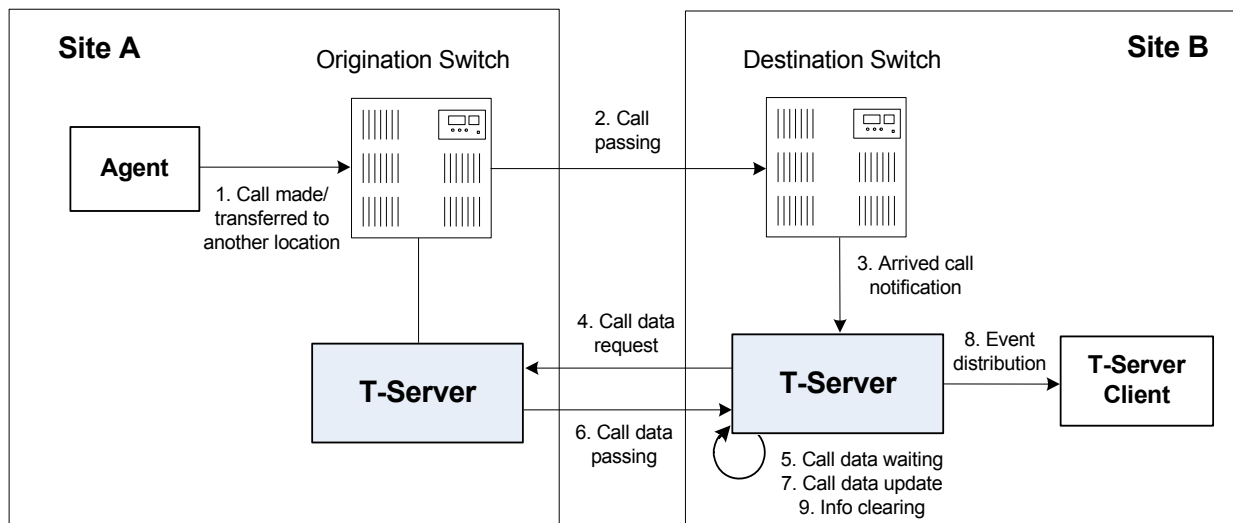 Site A
Origination Switch
Destination Switch
Site B
Agent
1. Call made/
transferred to
another location
2. Call
passing
3. Arrived call
notification
4. Call data
request
T-Server
T-Server
8. Event
distribution
T-Server
Client
6. Call data
passing
5. Call data waiting
7. Call data update
9. Info clearing